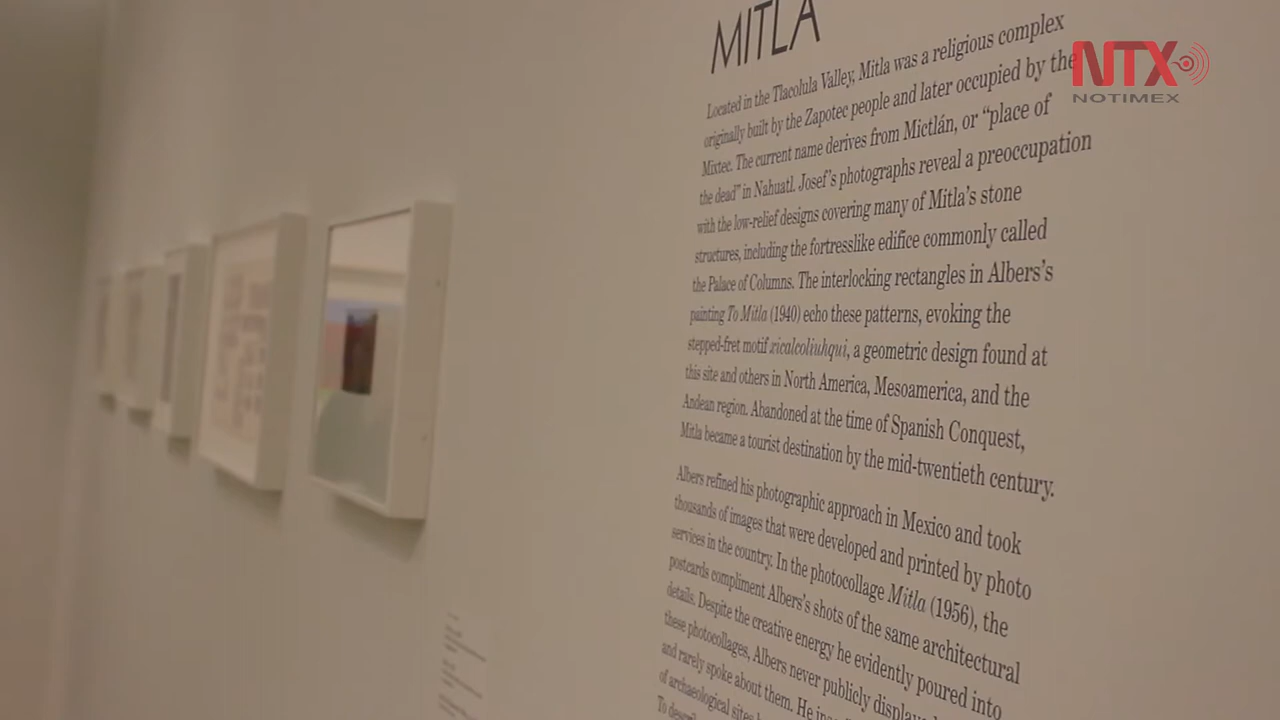 MITLA
NTX
NOTIMEX
Located in the Tlacolula Valley, Mitla was a religious complex
originally built by the Zapotec people and later occupied by the
Mixtec. The current name derives from Mictlán, or “place of
the dead” in Nahuatl. Josef’s photographs reveal a preoccupation
with the low-relief designs covering many of Mitla’s stone
structures, including the fortresslike edifice commonly called
the Palace of Columns. The interlocking rectangles in Albers’s
painting To Mitla (1940) echo these patterns, evoking the
stepped-fret motif xicalcoliuhqui, a geometric design found at
this site and others in North America, Mesoamerica, and the
Andean region. Abandoned at the time of Spanish Conquest,
Mitla became a tourist destination by the mid-twentieth century.
Albers refined his photographic approach in Mexico and took
thousands of images that were developed and printed by photo
services in the country. In the photocollage Mitla (1956), the
postcards compliment Albers’s shots of the same architectural
details. Despite the creative energy he evidently poured into
these photocollages, Albers never publicly
and rarely spoke about them. He
of archaeological sites
To